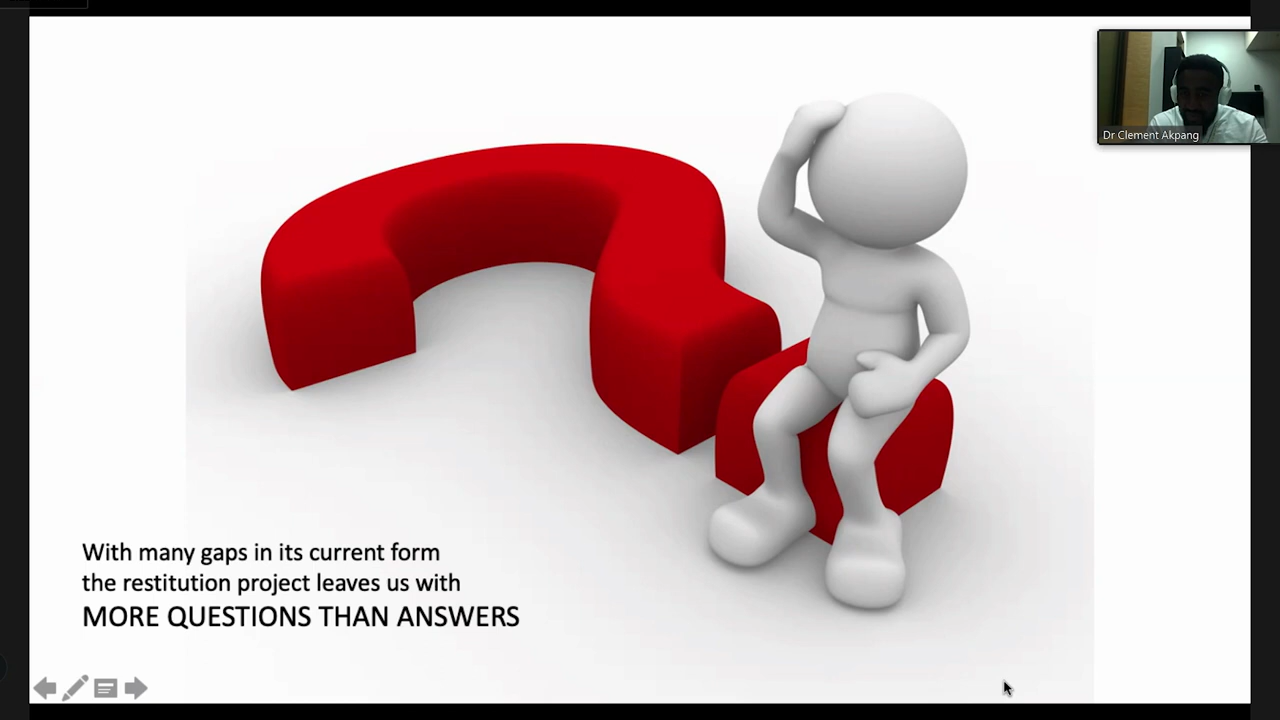 Dr Clement Akpang
With many gaps in its current form
the restitution project leaves us with
MORE QUESTIONS THAN ANSWERS